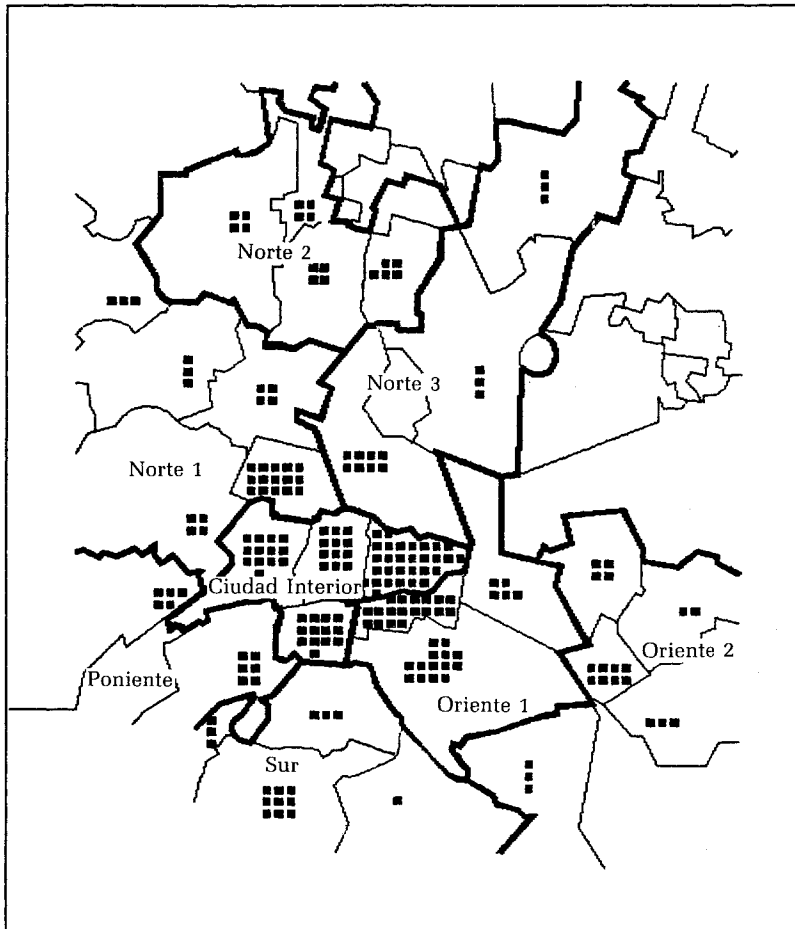 Norte 2
Norte 3
Norte 1
Ciudad Interior
Oriente 2
Poniente
Oriente 1
Sur